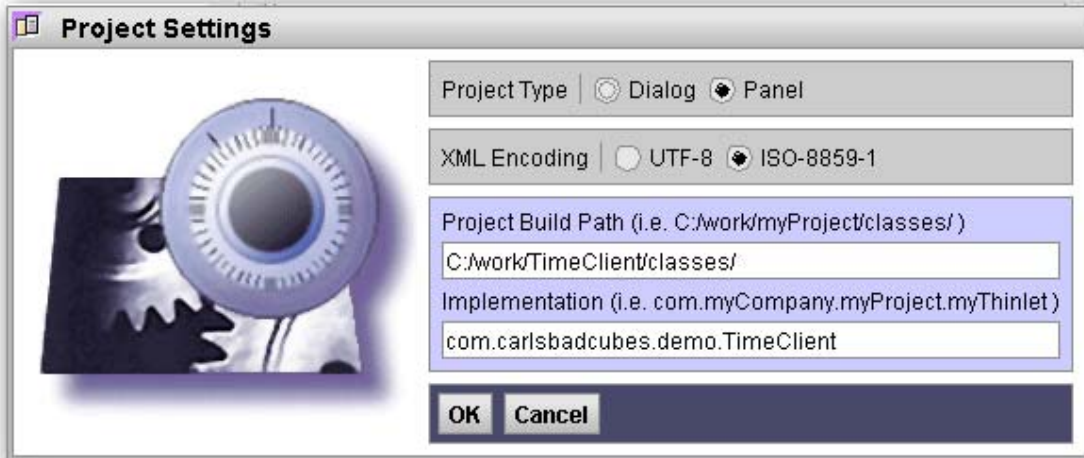 Project Settings
Project Type Dialog Panel
XML Encoding UTF-8 ISO-8859-1
Project Build Path (i.e. C:/work/myProject/classes/ )
C:/work/TimeClient/classes/
Implementation (i.e. com.myCompany.myProject.myThinlet )
com.carlsbadcubes.demo.TimeClient
OK Cancel